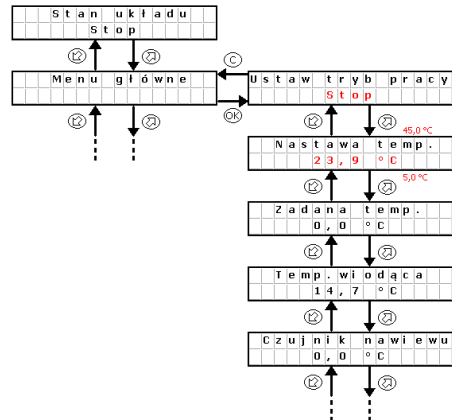 Stan układu
Stop
C
Menu główne
OK
Ustaw tryb pracy
Stop
45,0 °C
Nastawa temp.
23,9 °C
5,0 °C
Zadana temp.
0,0 °C
Temp.wiodąca
14,7 °C
Czujnik nawiewu
0,0 °C